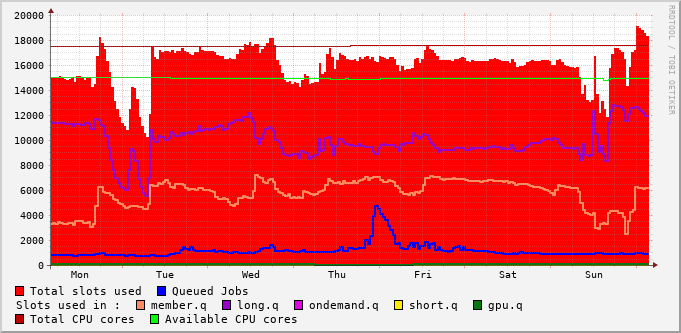 20000
18000
16000
14000
12000
10000
8000
6000
4000
2000
0
Mon Tue Wed Thu Fri Sat Sun
RRDTOOL / TOBI OETIKER
Total slots used Queued Jobs
Slots used in : member.q long.q ondemand.q short.q gpu.q
Total CPU cores Available CPU cores